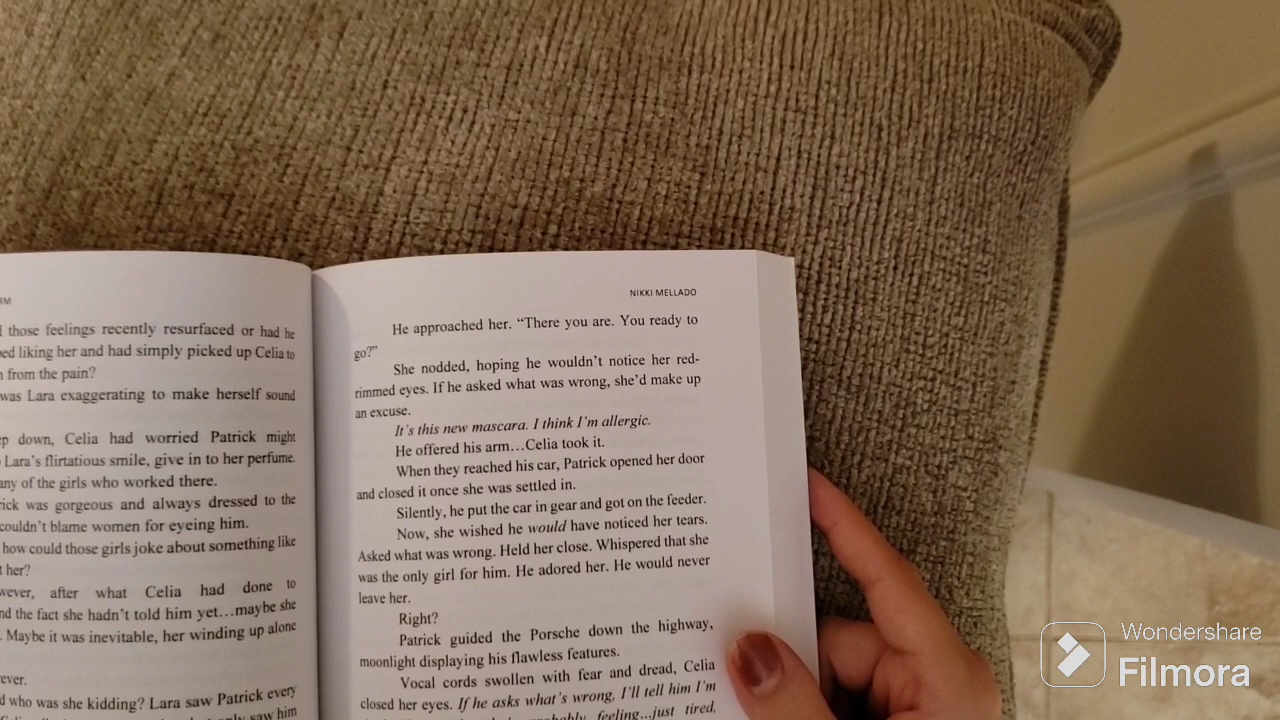 RM
those feelings recently resurfaced or had he
ed liking her and had simply picked up Celia to
from the pain?
was Lara exaggerating to make herself sound
ep down, Celia had worried Patrick might
Lara's flirtatious smile, give in to her perfume.
any of the girls who worked there.
rick was gorgeous and always dressed to the
couldn't blame women for eyeing him.
how could those girls joke about something like
t her?
wever, after what Celia had done to
nd the fact she hadn't told him yet…maybe she
. Maybe it was inevitable, her winding up alone
ever.
d who was she kidding? Lara saw Patrick every
only saw him
NIKKI MELLADO
He approached her. “There you are. You ready to
go?”
She nodded, hoping he wouldn't notice her red-
rimmed eyes. If he asked what was wrong, she'd make up
an excuse.
It's this new mascara. I think I'm allergic.
He offered his arm…Celia took it.
When they reached his car, Patrick opened her door
and closed it once she was settled in.
Silently, he put the car in gear and got on the feeder.
Now, she wished he would have noticed her tears.
Asked what was wrong. Held her close. Whispered that she
was the only girl for him. He adored her. He would never
leave her.
Right?
Patrick guided the Porsche down the highway,
moonlight displaying his flawless features.
Vocal cords swollen with fear and dread, Celia
closed her eyes. If he asks what's wrong, I'll tell him I'm
probably feeling…just tired,
Wondershare
Filmora